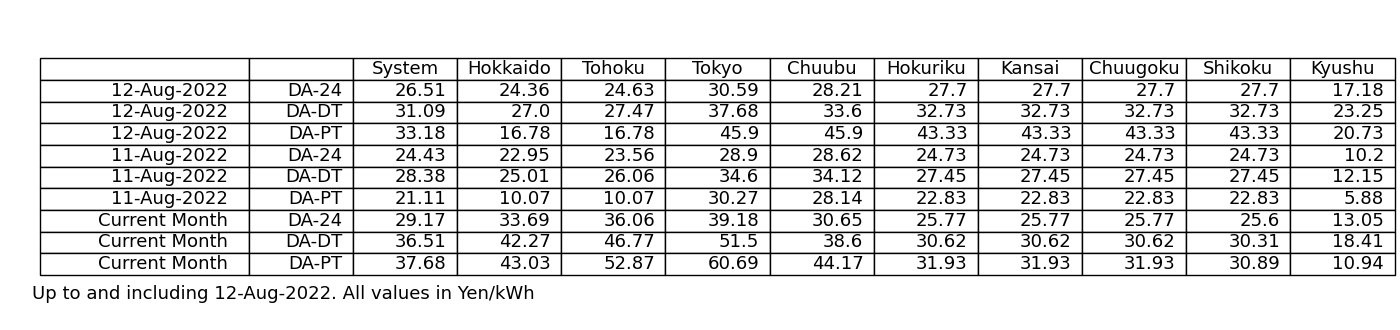 System Hokkaido Tohoku Tokyo Chuubu Hokuriku Kansai Chuugoku Shikoku Kyushu
12-Aug-2022 DA-24 26.51 24.36 24.63 30.59 28.21 27.7 27.7 27.7 27.7 17.18
12-Aug-2022 DA-DT 31.09 27.0 27.47 37.68 33.6 32.73 32.73 32.73 32.73 23.25
12-Aug-2022 DA-PT 33.18 16.78 16.78 45.9 45.9 43.33 43.33 43.33 43.33 20.73
11-Aug-2022 DA-24 24.43 22.95 23.56 28.9 28.62 24.73 24.73 24.73 24.73 10.2
11-Aug-2022 DA-DT 28.38 25.01 26.06 34.6 34.12 27.45 27.45 27.45 27.45 12.15
11-Aug-2022 DA-PT 21.11 10.07 10.07 30.27 28.14 22.83 22.83 22.83 22.83 5.88
Current Month DA-24 29.17 33.69 36.06 39.18 30.65 25.77 25.77 25.77 25.6 13.05
Current Month DA-DT 36.51 42.27 46.77 51.5 38.6 30.62 30.62 30.62 30.31 18.41
Current Month DA-PT 37.68 43.03 52.87 60.69 44.17 31.93 31.93 31.93 30.89 10.94
Up to and including 12-Aug-2022. All values in Yen/kWh